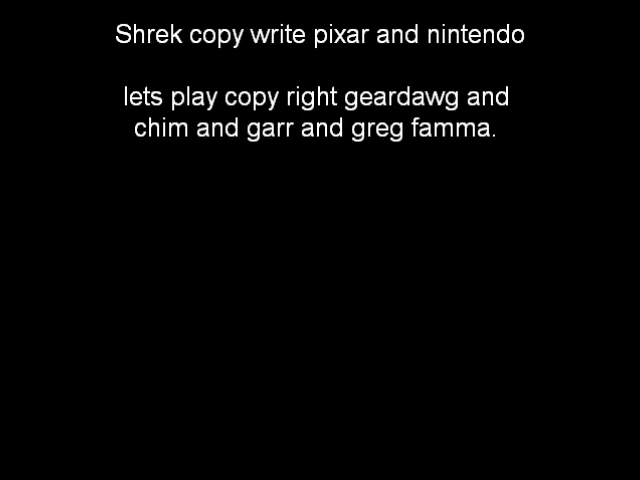 Shrek copy write pixar and nintendo
lets play copy right geardawg and
chim and garr and greg famma.